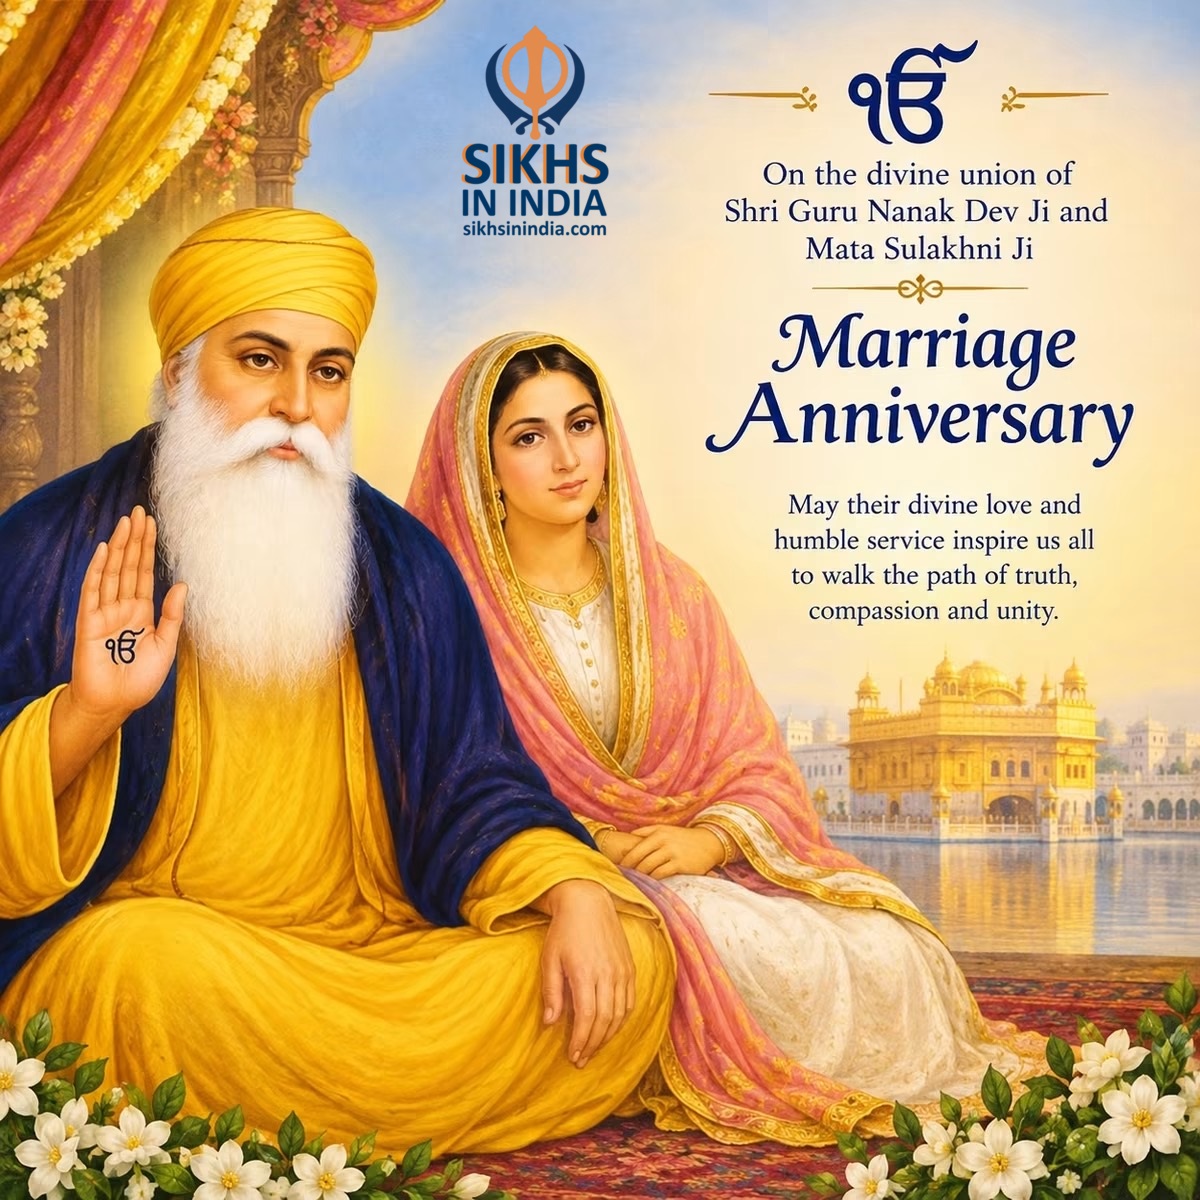 SIKHS
IN INDIA
sikhsinindia.com
ੴ
On the divine union of
Shri Guru Nanak Dev Ji and
Mata Sulakhni Ji
Marriage
Anniversary
May their divine love and
humble service inspire us all
to walk the path of truth,
compassion and unity.
ੴ